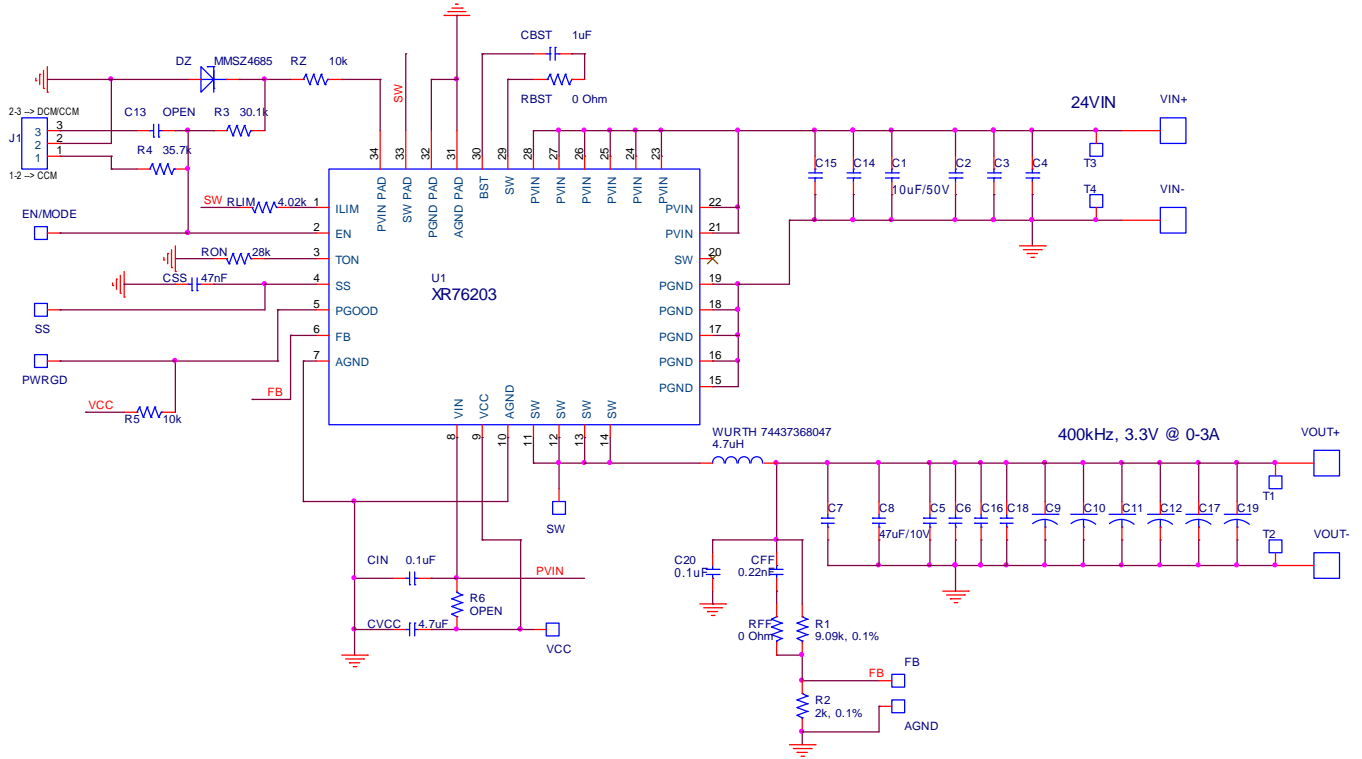 CBST 1uF
DZ MMSZ4685 RZ 10k
SW
RBST 0 Ohm
2-3 --> DCM/CCM
C13 OPEN R3 30.1k
J1
3
2
1
R4 35.7k
1-2 --> CCM
24VIN
VIN+
T3
T4
VIN-
34 33 32 31 30 29 28 27 26 25 24 23
PVIN PAD
SW PAD
PGND PAD
AGND PAD
BST
SW
PVIN
PVIN
PVIN
PVIN
PVIN
PVIN
C15 C14 C1 C2 C3 C4
10uF/50V
SW RLIM 4.02k 1 ILIM
PVIN 22
EN/MODE
2 EN
PVIN 21
RON 28k 3 TON
SW 20
CSS 47nF 4 SS
PGND 19
U1
XR76203
SS
5 PGOOD
PGND 18
6 FB
PGND 17
PWRGD
7 AGND
PGND 16
FB
PGND 15
VCC
R5 10k
VIN
VCC
AGND
SW
SW
SW
SW
8 9 10 11 12 13 14
WURTH 74437368047
4.7uH
400kHz, 3.3V @ 0-3A
VOUT+
T1
SW
C7 C8 C5 C6 C16 C18 C9 C10 C11 C12 C17 C19
47uF/10V
T2
VOUT-
CIN 0.1uF
PVIN
R6
OPEN
CVCC 4.7uF
VCC
C20
0.1uF
CFF
0.22nF
RFF
0 Ohm
R1
9.09k, 0.1%
FB
FB
R2
2k, 0.1%
AGND